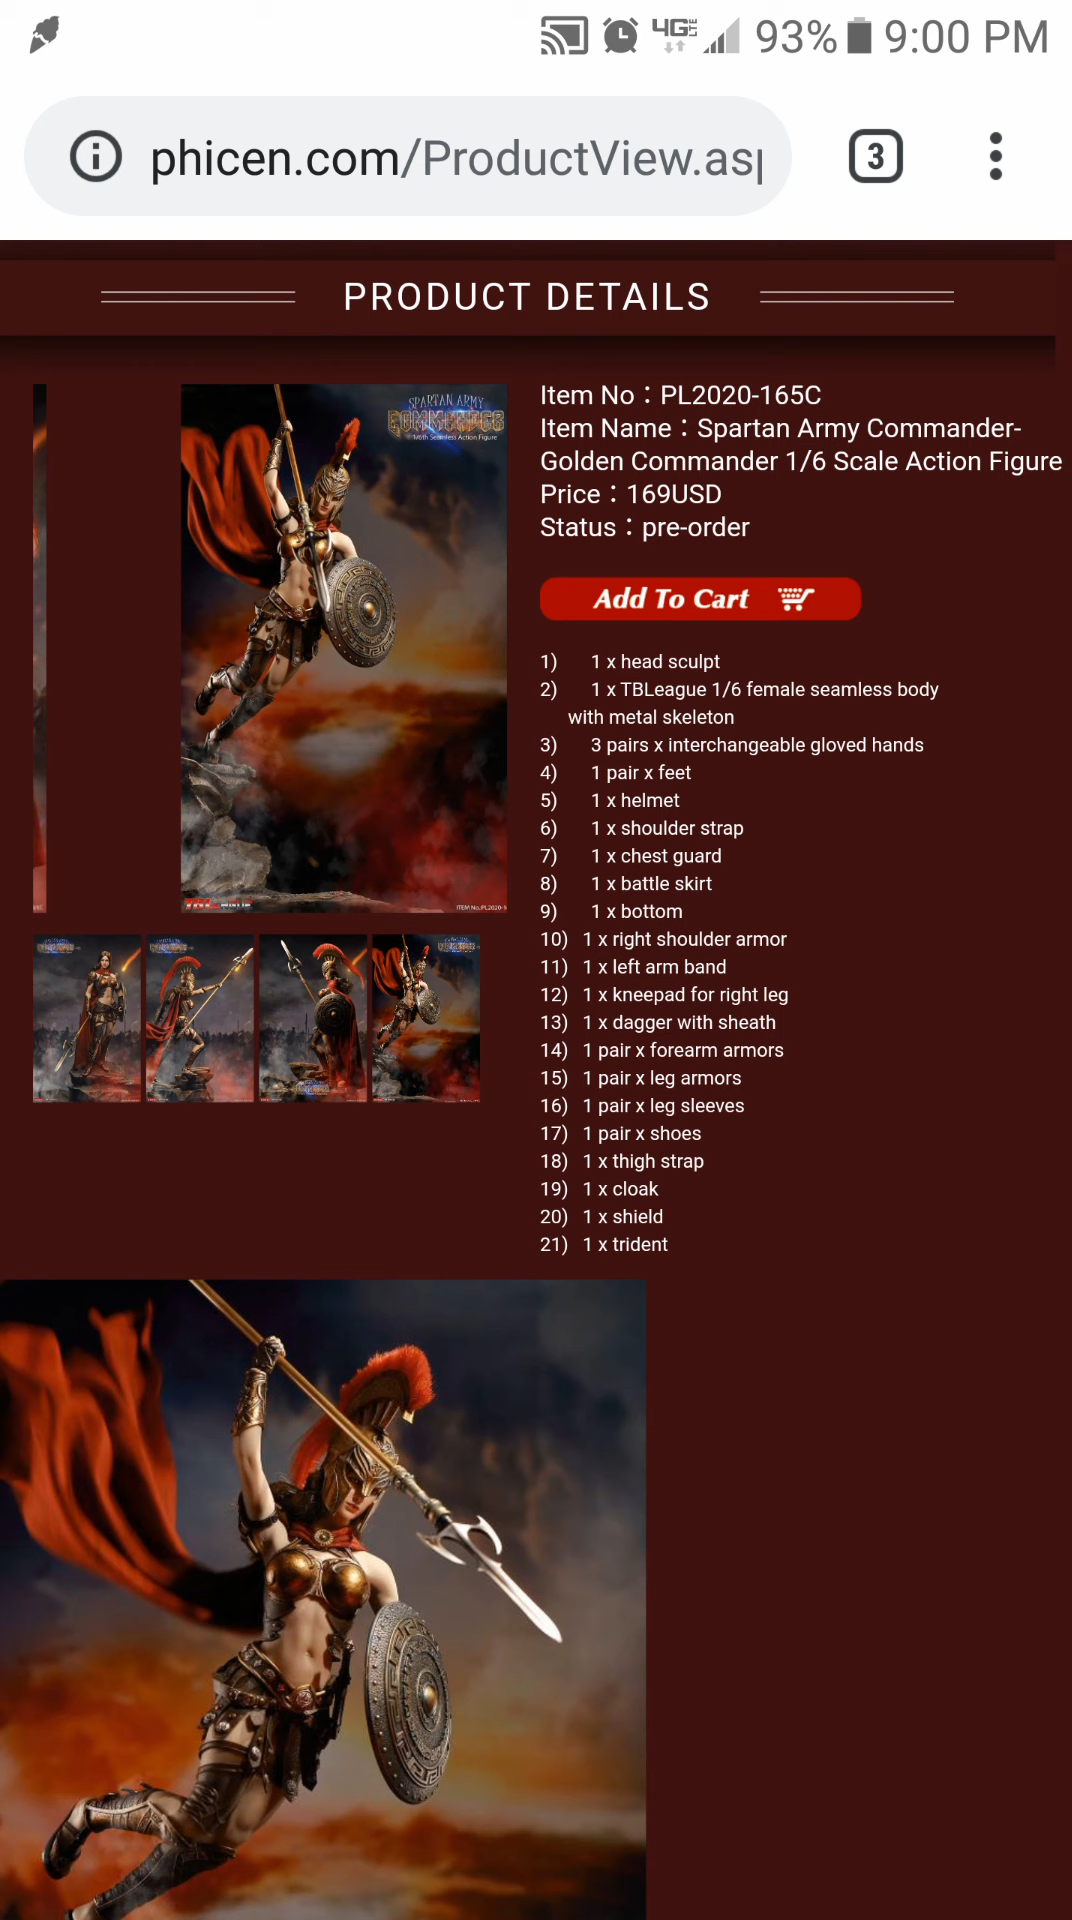 93% 9:00 PM
phicen.com/ProductView.asp
3
PRODUCT DETAILS
SPARTAN ARMY
COMMANDER
1/6th Seamless Action Figure
Item No：PL2020-165C
Item Name：Spartan Army Commander-
Golden Commander 1/6 Scale Action Figure
Price：169USD
Status：pre-order
Add To Cart
1) 1 x head sculpt
2) 1 x TBLeague 1/6 female seamless body
with metal skeleton
3) 3 pairs x interchangeable gloved hands
4) 1 pair x feet
5) 1 x helmet
6) 1 x shoulder strap
7) 1 x chest guard
8) 1 x battle skirt
9) 1 x bottom
10) 1 x right shoulder armor
11) 1 x left arm band
12) 1 x kneepad for right leg
13) 1 x dagger with sheath
14) 1 pair x forearm armors
15) 1 pair x leg armors
16) 1 pair x leg sleeves
17) 1 pair x shoes
18) 1 x thigh strap
19) 1 x cloak
20) 1 x shield
21) 1 x trident